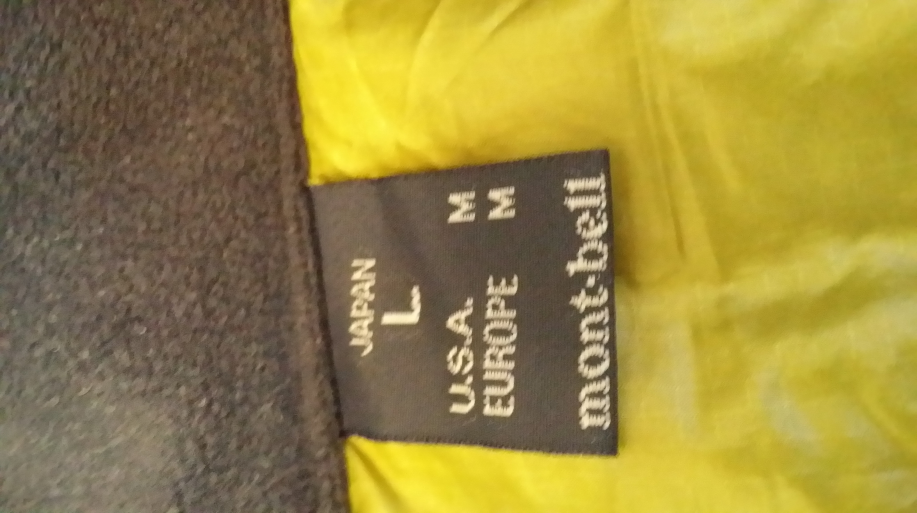 JAPAN
L
U.S.A. M
EUROPE M
mont-bell